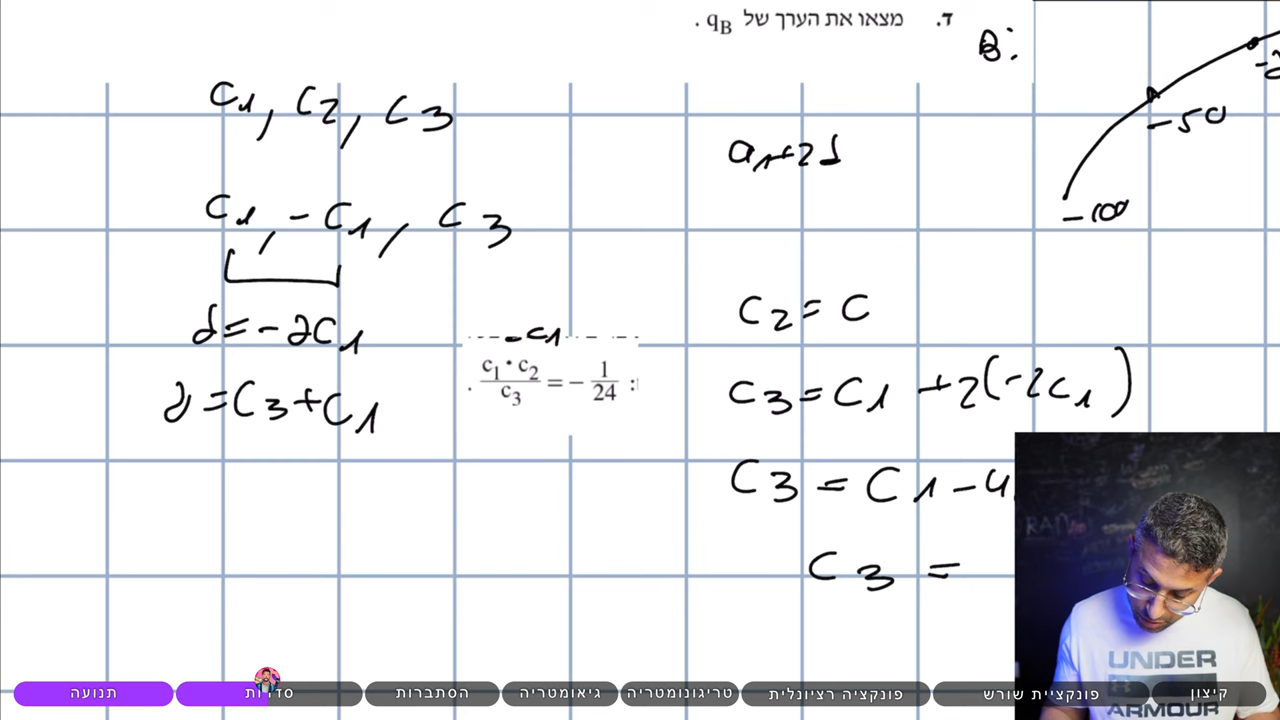 ד. מצאו את הערך של qB .
B:
-50
-100
c1, c2, c3
a1+2d
c1, -c1, c3
d=-2c1
d=c3+c1
-c1
. c1 · c2 / c3 = - 1/24 :
c2=c
c3=c1+2(-2c1)
c3=c1-4
c3=
UNDER
ARMOUR
תנועה
סדרות
הסתברות
גיאומטריה
טריגונומטריה
פונקציה רציונלית
פונקציית שורש
קיצון